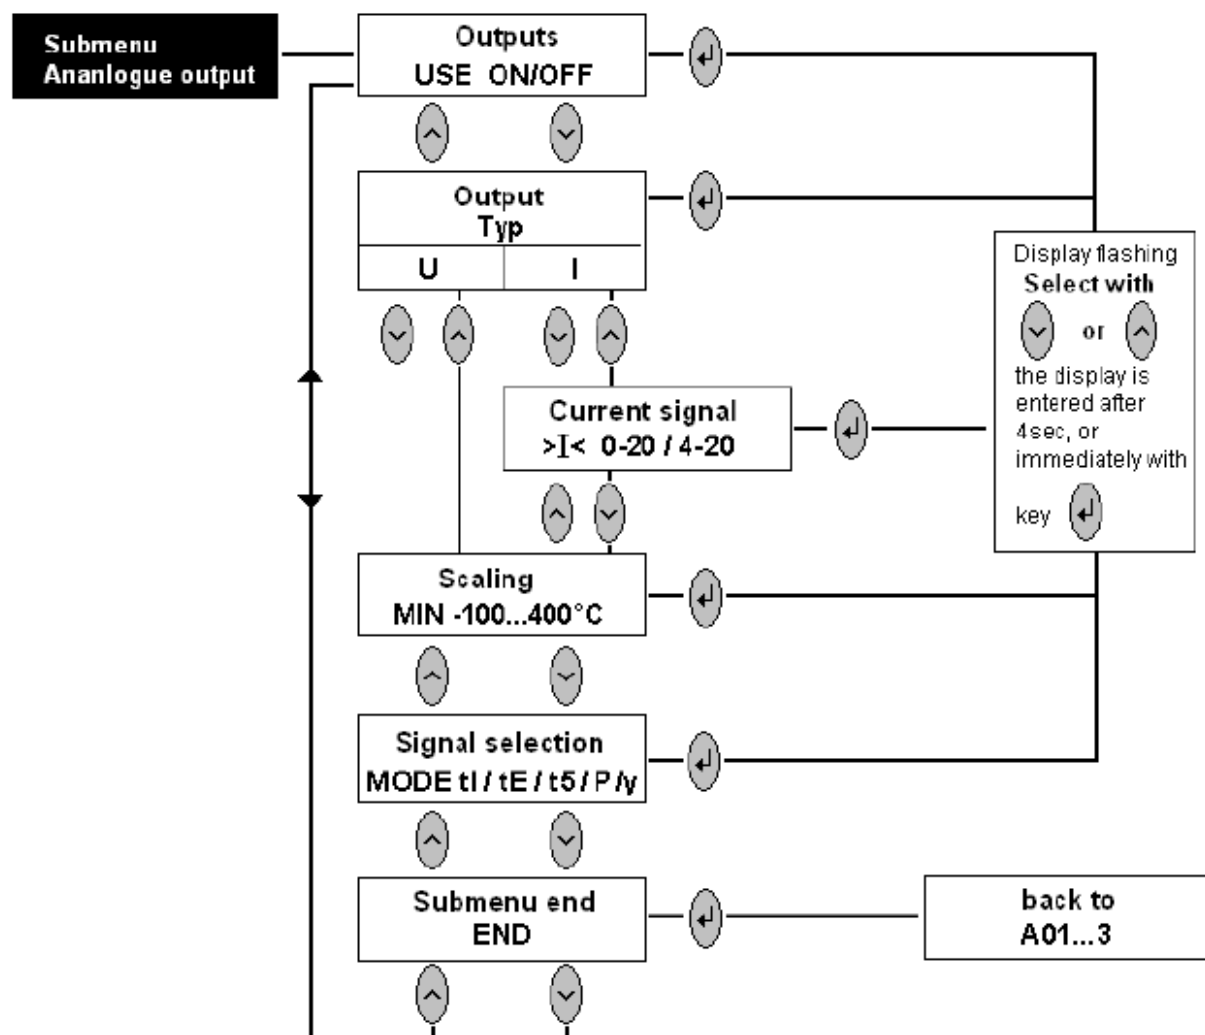 Submenu
Ananlogue output
Outputs
USE ON/OFF
Output
Typ
U
I
Display flashing
Select with
or
the display is
entered after
4sec, or
immediately with
key
Current signal
>I< 0-20 / 4-20
Scaling
MIN -100...400°C
Signal selection
MODE tI / tE / t5 / P /y
Submenu end
END
back to
A01...3